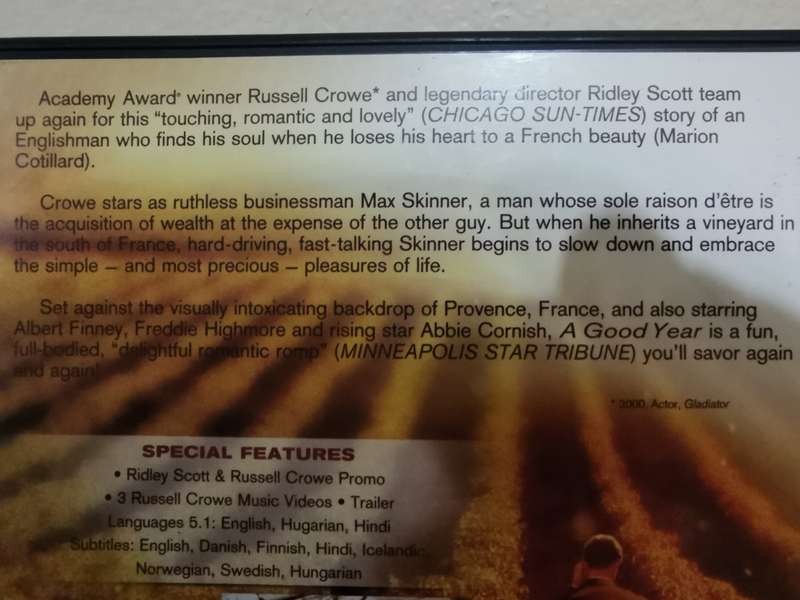 Academy Award® winner Russell Crowe* and legendary director Ridley Scott team
up again for this “touching, romantic and lovely” (CHICAGO SUN-TIMES) story of an
Englishman who finds his soul when he loses his heart to a French beauty (Marion
Cotillard).
Crowe stars as ruthless businessman Max Skinner, a man whose sole raison d’être is
the acquisition of wealth at the expense of the other guy. But when he inherits a vineyard in
the south of France, hard-driving, fast-talking Skinner begins to slow down and embrace
the simple – and most precious – pleasures of life.
Set against the visually intoxicating backdrop of Provence, France, and also starring
Albert Finney, Freddie Highmore and rising star Abbie Cornish, A Good Year is a fun,
full-bodied, “delightful romantic romp” (MINNEAPOLIS STAR TRIBUNE) you’ll savor again
and again!
* 2000, Actor, Gladiator
SPECIAL FEATURES
• Ridley Scott & Russell Crowe Promo
• 3 Russell Crowe Music Videos • Trailer
Languages 5.1: English, Hugarian, Hindi
Subtitles: English, Danish, Finnish, Hindi, Icelandic,
Norwegian, Swedish, Hungarian